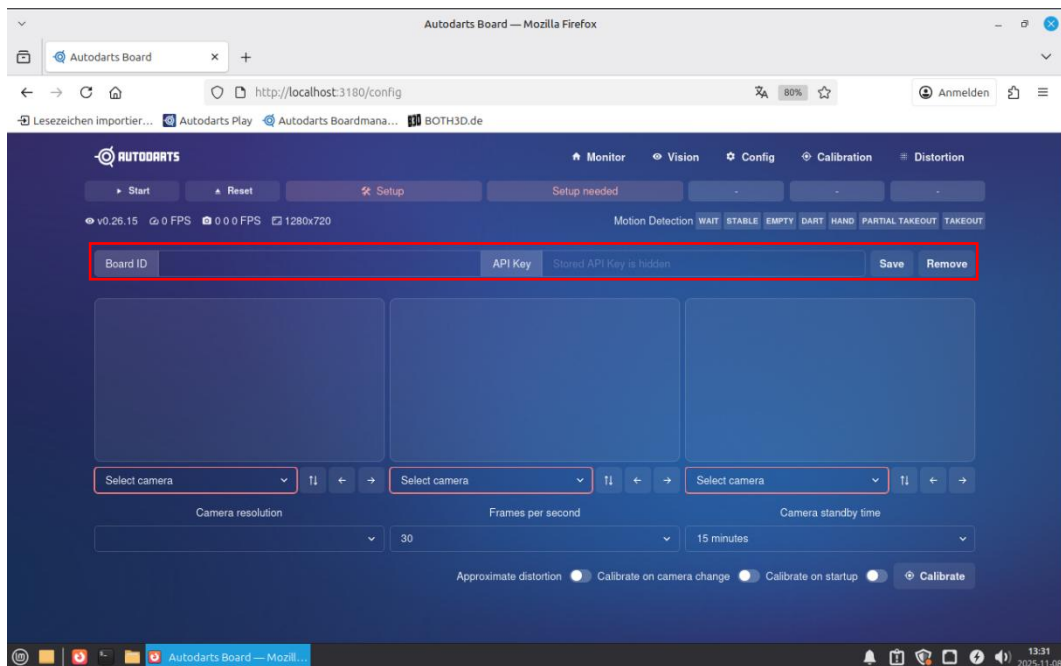 Autodarts Board — Mozilla Firefox
Autodarts Board
http://localhost:3180/config
80%
Anmelden
Lesezeichen importier... Autodarts Play Autodarts Boardmana... BOTH3D.de
AUTODARTS
Monitor Vision Config Calibration Distortion
Start Reset Setup Setup needed - - -
v0.26.15 0 FPS 0 0 0 FPS 1280x720 Motion Detection WAIT STABLE EMPTY DART HAND PARTIAL TAKEOUT TAKEOUT
Board ID API Key Stored API Key is hidden Save Remove
Select camera Select camera Select camera
Camera resolution Frames per second Camera standby time
30 15 minutes
Approximate distortion Calibrate on camera change Calibrate on startup Calibrate
Autodarts Board — Mozill...
13:31
2025-11-08